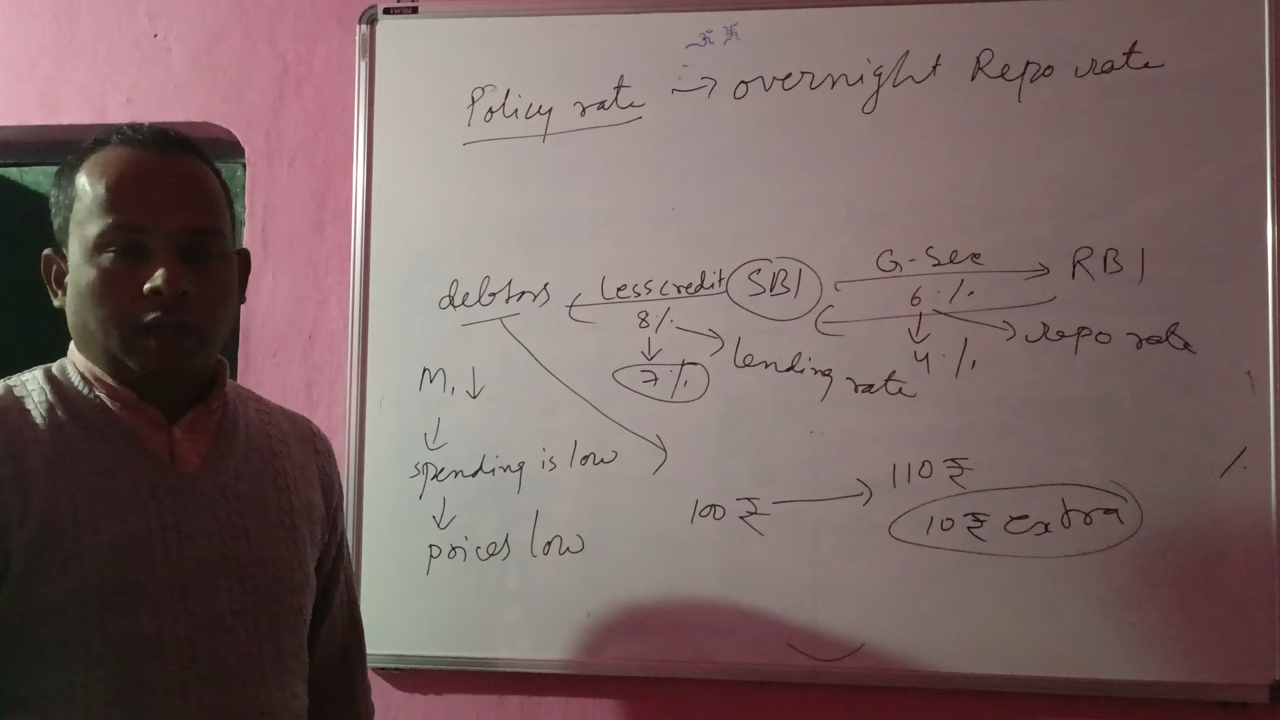 Policy rate → overnight Repo rate
debtors less credit SBI G-Sec RBI
8% 6%
7% lending rate 4% repo rate
M₁ ↓
spending is low
prices low
100 ₹ → 110 ₹
10 ₹ extra
%